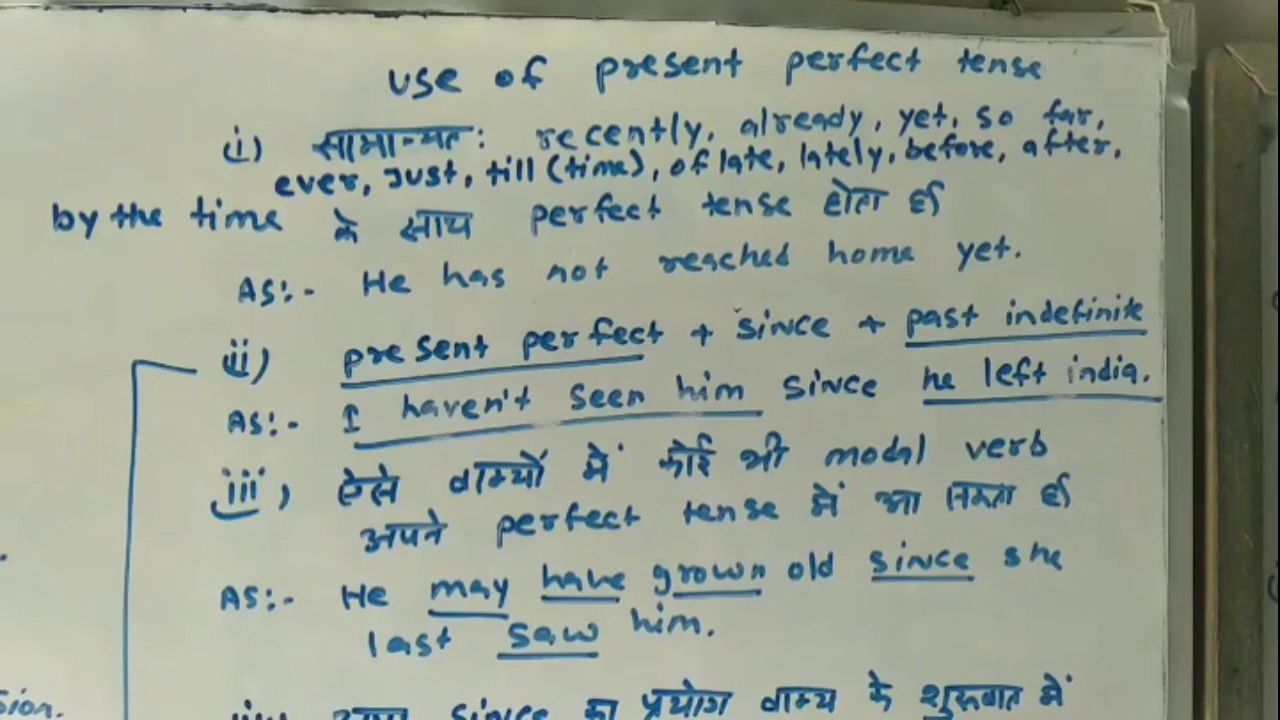 use of present perfect tense
(i) सामान्यत: recently, already, yet, so far,
ever, Just, till (time), of late, lately, before, after,
by the time के साथ perfect tense होता है
AS:- He has not reached home yet.
ii) present perfect + since + past indefinite
AS:- I haven't seen him since he left india.
iii) ऐसे वाक्यों में कोई भी modal verb
अपने perfect tense में आ सकता है
AS:- He may have grown old since she
last saw him.
since का प्रयोग वाक्य के शुरुवात में
sion.